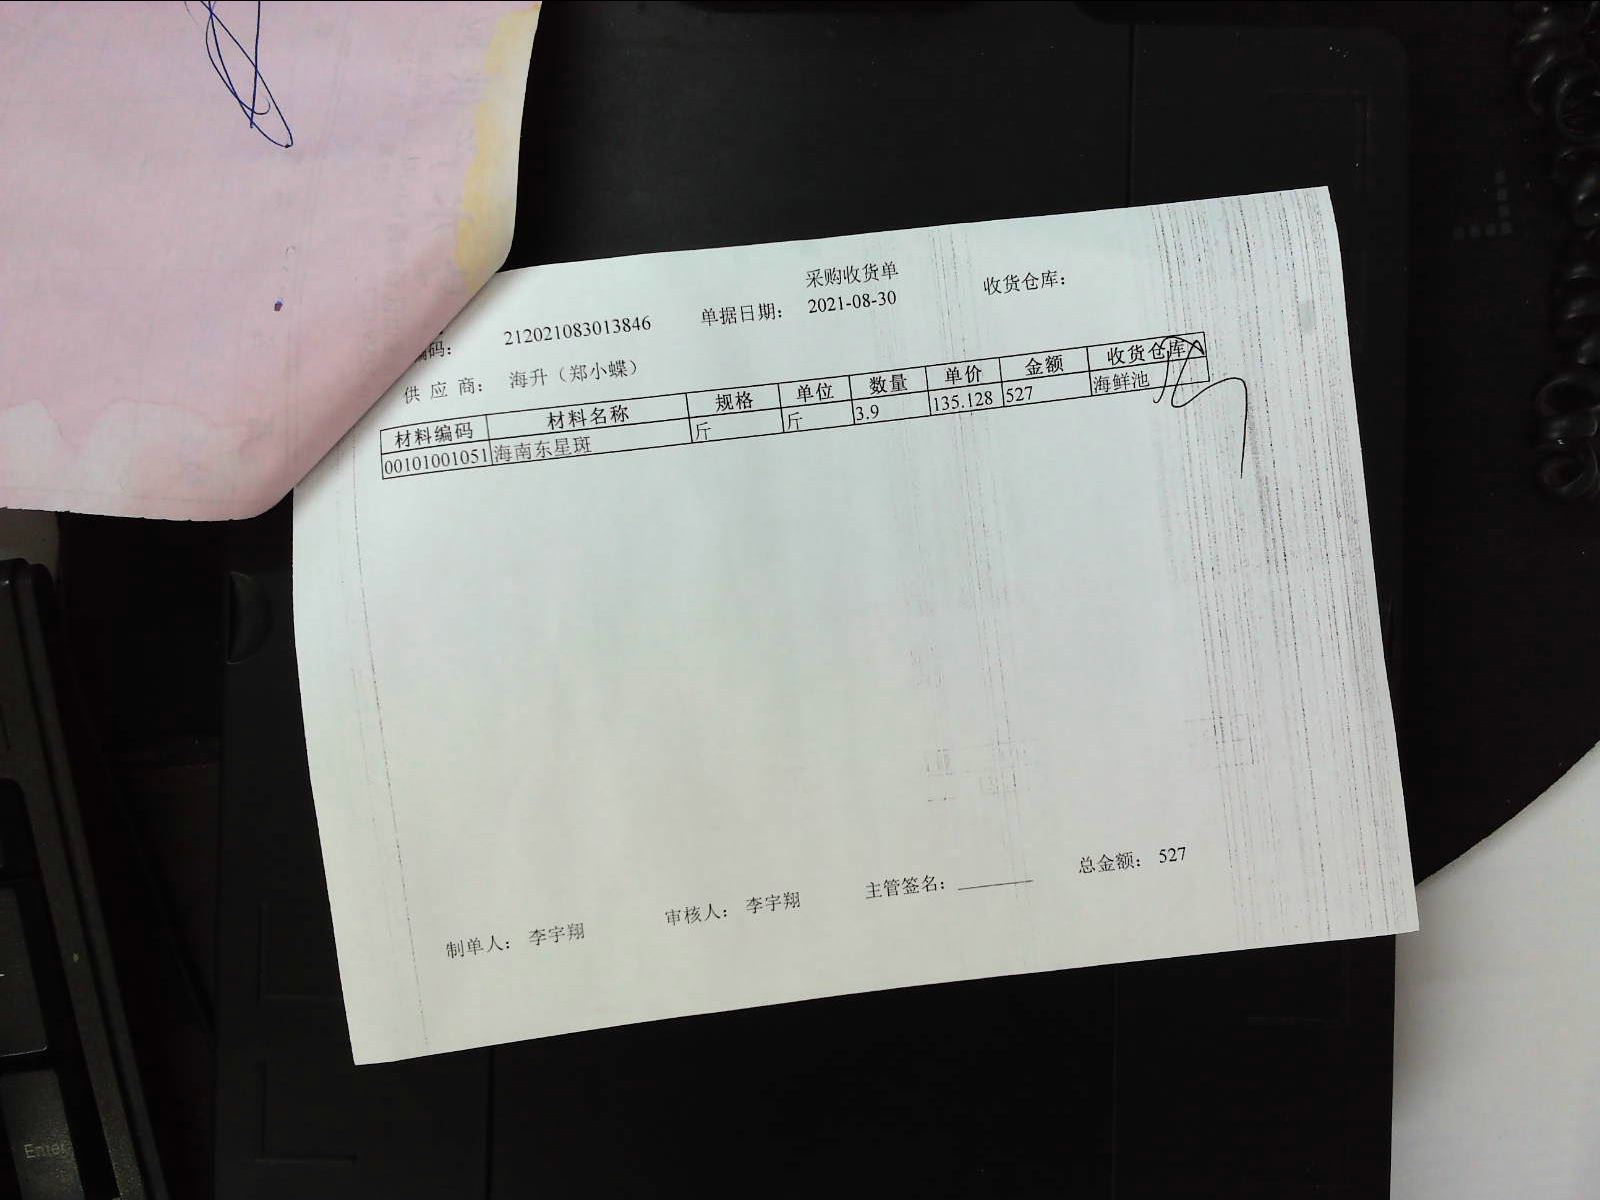 采购收货单
编码： 212021083013846 单据日期： 2021-08-30 收货仓库：
供 应 商： 海升（郑小蝶）
材料编码 材料名称 规格 单位 数量 单价 金额 收货仓库
00101001051 海南东星斑 斤 斤 3.9 135.128 527 海鲜池
总金额： 527
制单人： 李宇翔 审核人： 李宇翔 主管签名：
Enter